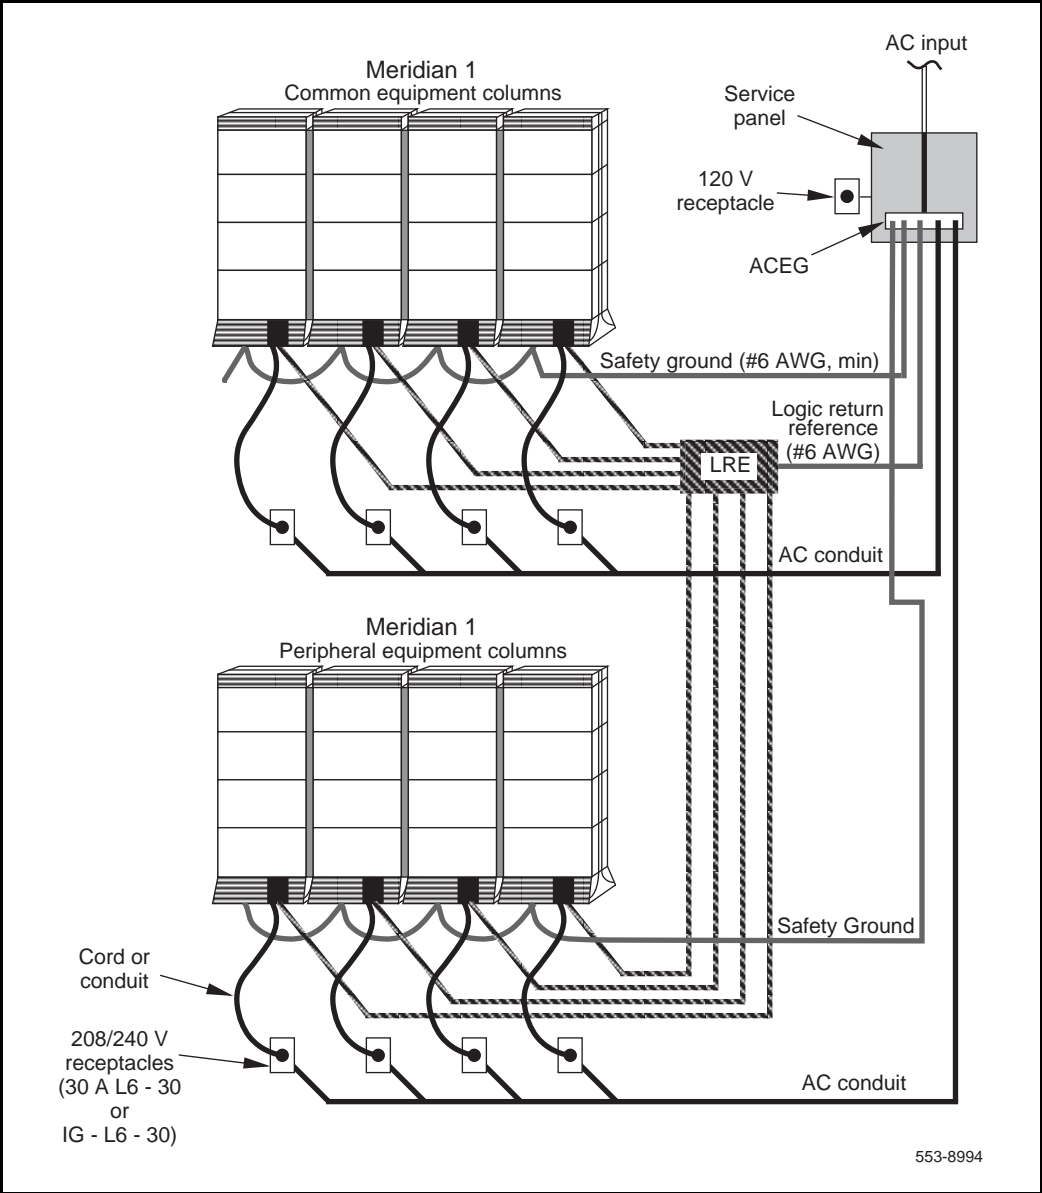 AC input
Meridian 1
Common equipment columns
Service
panel
120 V
receptacle
ACEG
Safety ground (#6 AWG, min)
Logic return
reference
(#6 AWG)
LRE
AC conduit
Meridian 1
Peripheral equipment columns
Safety Ground
Cord or
conduit
208/240 V
receptacles
(30 A L6 - 30
or
IG - L6 - 30)
AC conduit
553-8994